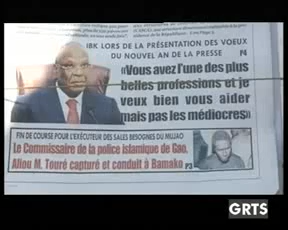 IBK LORS DE LA PRÉSENTATION DES VOEUX
DU NOUVEL AN DE LA PRESSE
P4
«Vous avez l'une des plus
belles professions et je
veux bien vous aider
mais pas les médiocres»
FIN DE COURSE POUR L'EXÉCUTEUR DES SALES BESOGNES DU MUJAO
Le Commissaire de la police islamique de Gao,
Aliou M. Touré capturé et conduit à Bamako P3
GRTS